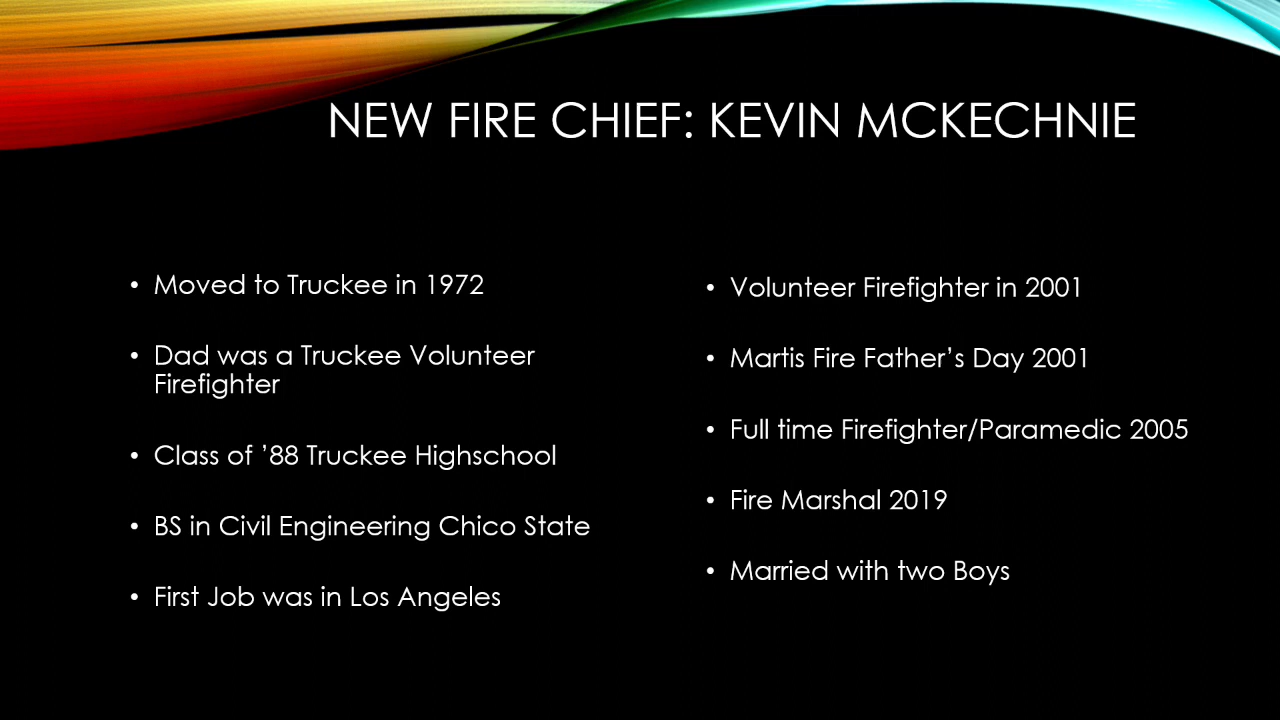 NEW FIRE CHIEF: KEVIN MCKECHNIE
• Moved to Truckee in 1972
• Dad was a Truckee Volunteer
Firefighter
• Class of ’88 Truckee Highschool
• BS in Civil Engineering Chico State
• First Job was in Los Angeles
• Volunteer Firefighter in 2001
• Martis Fire Father’s Day 2001
• Full time Firefighter/Paramedic 2005
• Fire Marshal 2019
• Married with two Boys